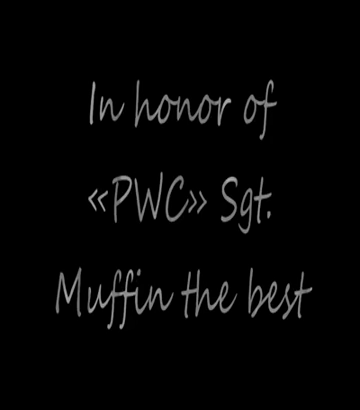 In honor of
«PWC» Sgt.
Muffin the best